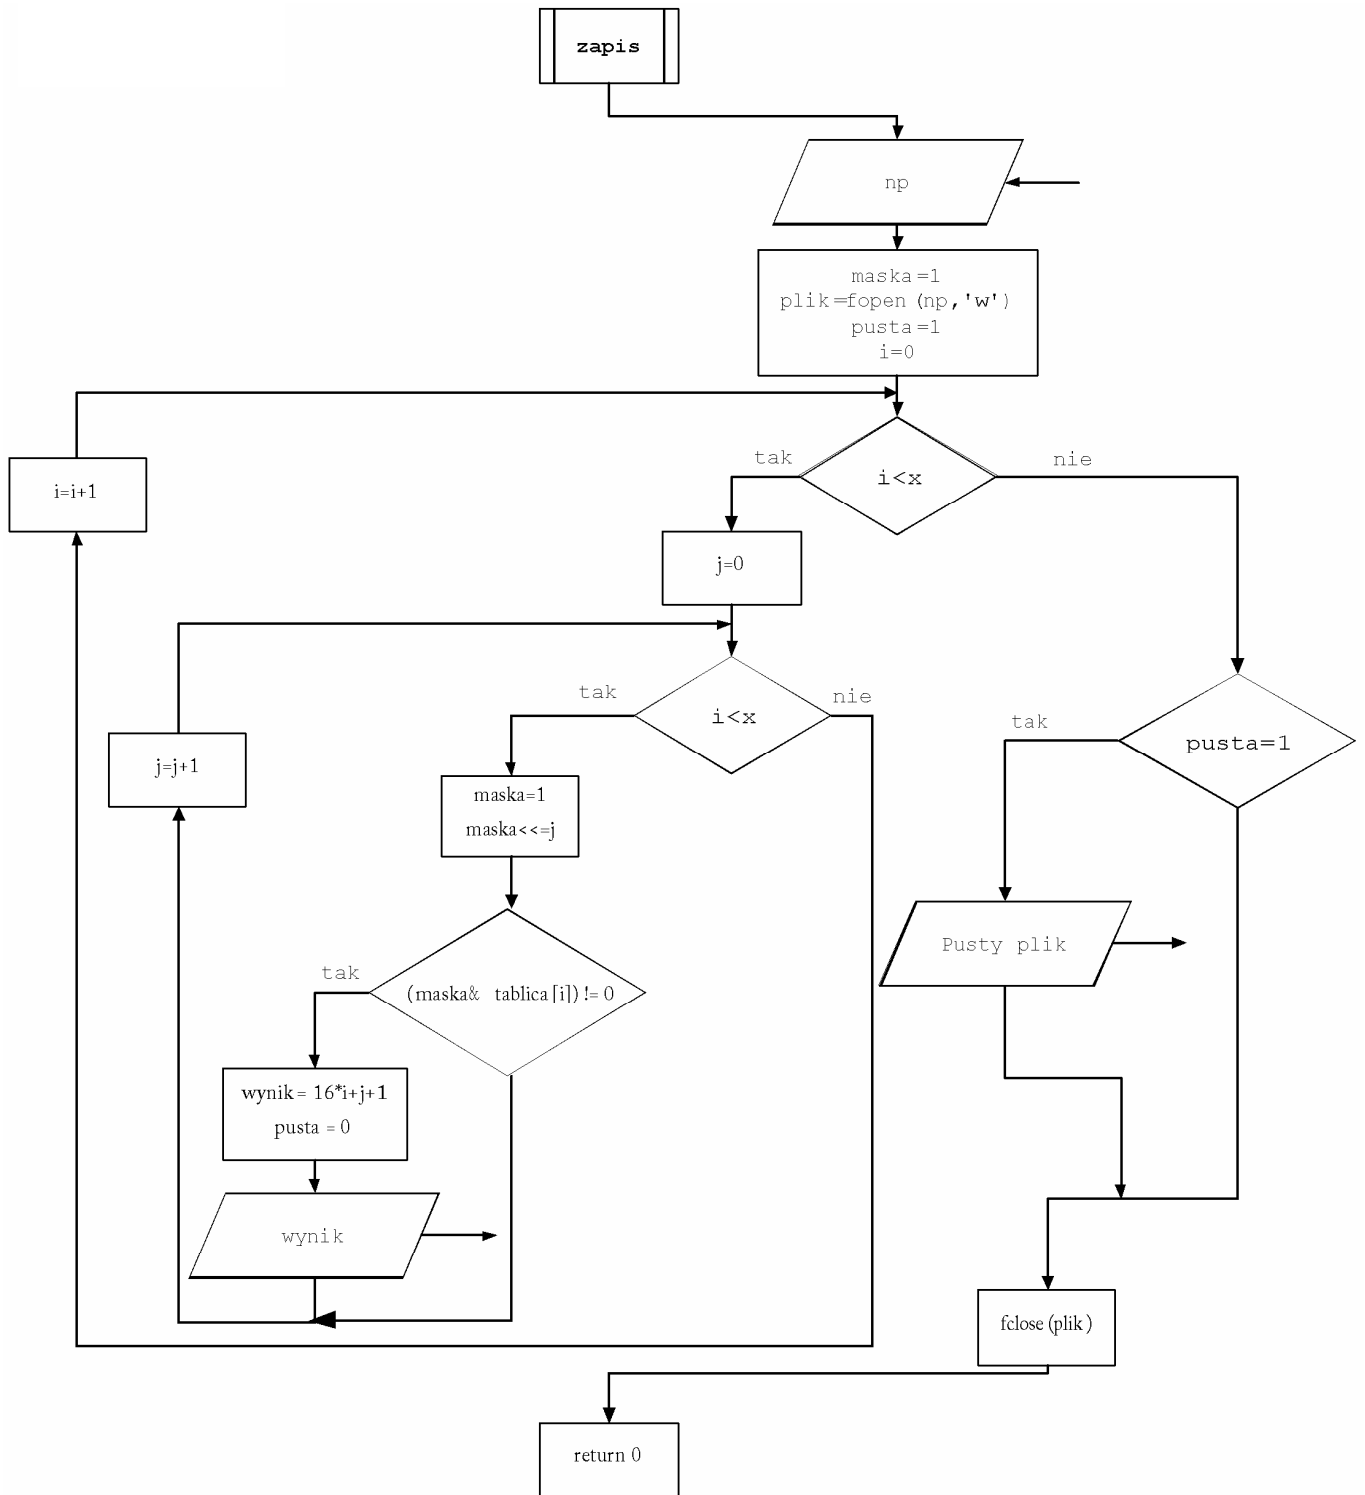 zapis
np
maska=1
plik=fopen (np,'w')
pusta=1
i=0
tak
i<x
nie
i=i+1
j=0
tak
i<x
nie
j=j+1
maska=1
maska<<=j
tak
(maska& tablica[i]) != 0
wynik = 16*i+j+1
pusta = 0
wynik
tak
pusta=1
Pusty plik
fclose (plik)
return 0